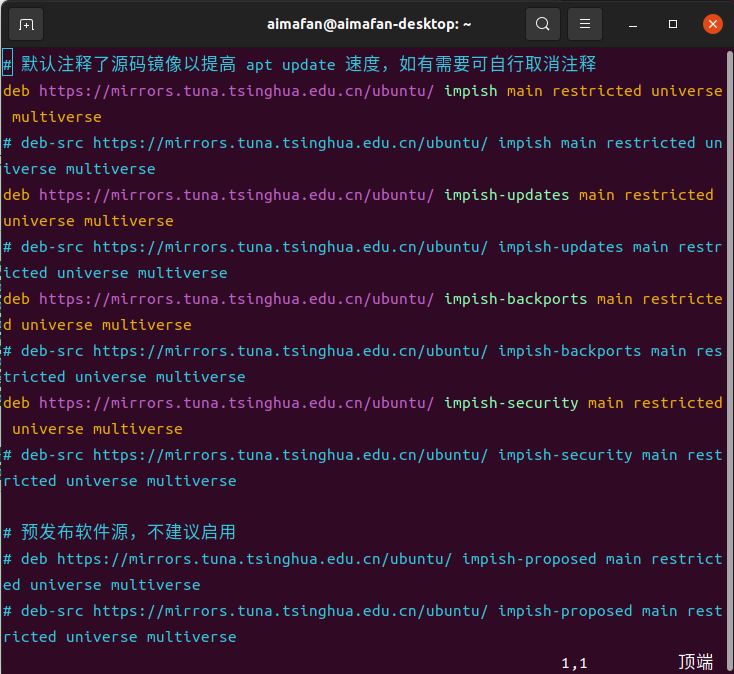 aimafan@aimafan-desktop: ~
# 默认注释了源码镜像以提高 apt update 速度，如有需要可自行取消注释
deb https://mirrors.tuna.tsinghua.edu.cn/ubuntu/ impish main restricted universe
 multiverse
# deb-src https://mirrors.tuna.tsinghua.edu.cn/ubuntu/ impish main restricted un
iverse multiverse
deb https://mirrors.tuna.tsinghua.edu.cn/ubuntu/ impish-updates main restricted
universe multiverse
# deb-src https://mirrors.tuna.tsinghua.edu.cn/ubuntu/ impish-updates main restr
icted universe multiverse
deb https://mirrors.tuna.tsinghua.edu.cn/ubuntu/ impish-backports main restricte
d universe multiverse
# deb-src https://mirrors.tuna.tsinghua.edu.cn/ubuntu/ impish-backports main res
tricted universe multiverse
deb https://mirrors.tuna.tsinghua.edu.cn/ubuntu/ impish-security main restricted
 universe multiverse
# deb-src https://mirrors.tuna.tsinghua.edu.cn/ubuntu/ impish-security main rest
ricted universe multiverse
# 预发布软件源，不建议启用
# deb https://mirrors.tuna.tsinghua.edu.cn/ubuntu/ impish-proposed main restrict
ed universe multiverse
# deb-src https://mirrors.tuna.tsinghua.edu.cn/ubuntu/ impish-proposed main rest
ricted universe multiverse
1,1 顶端